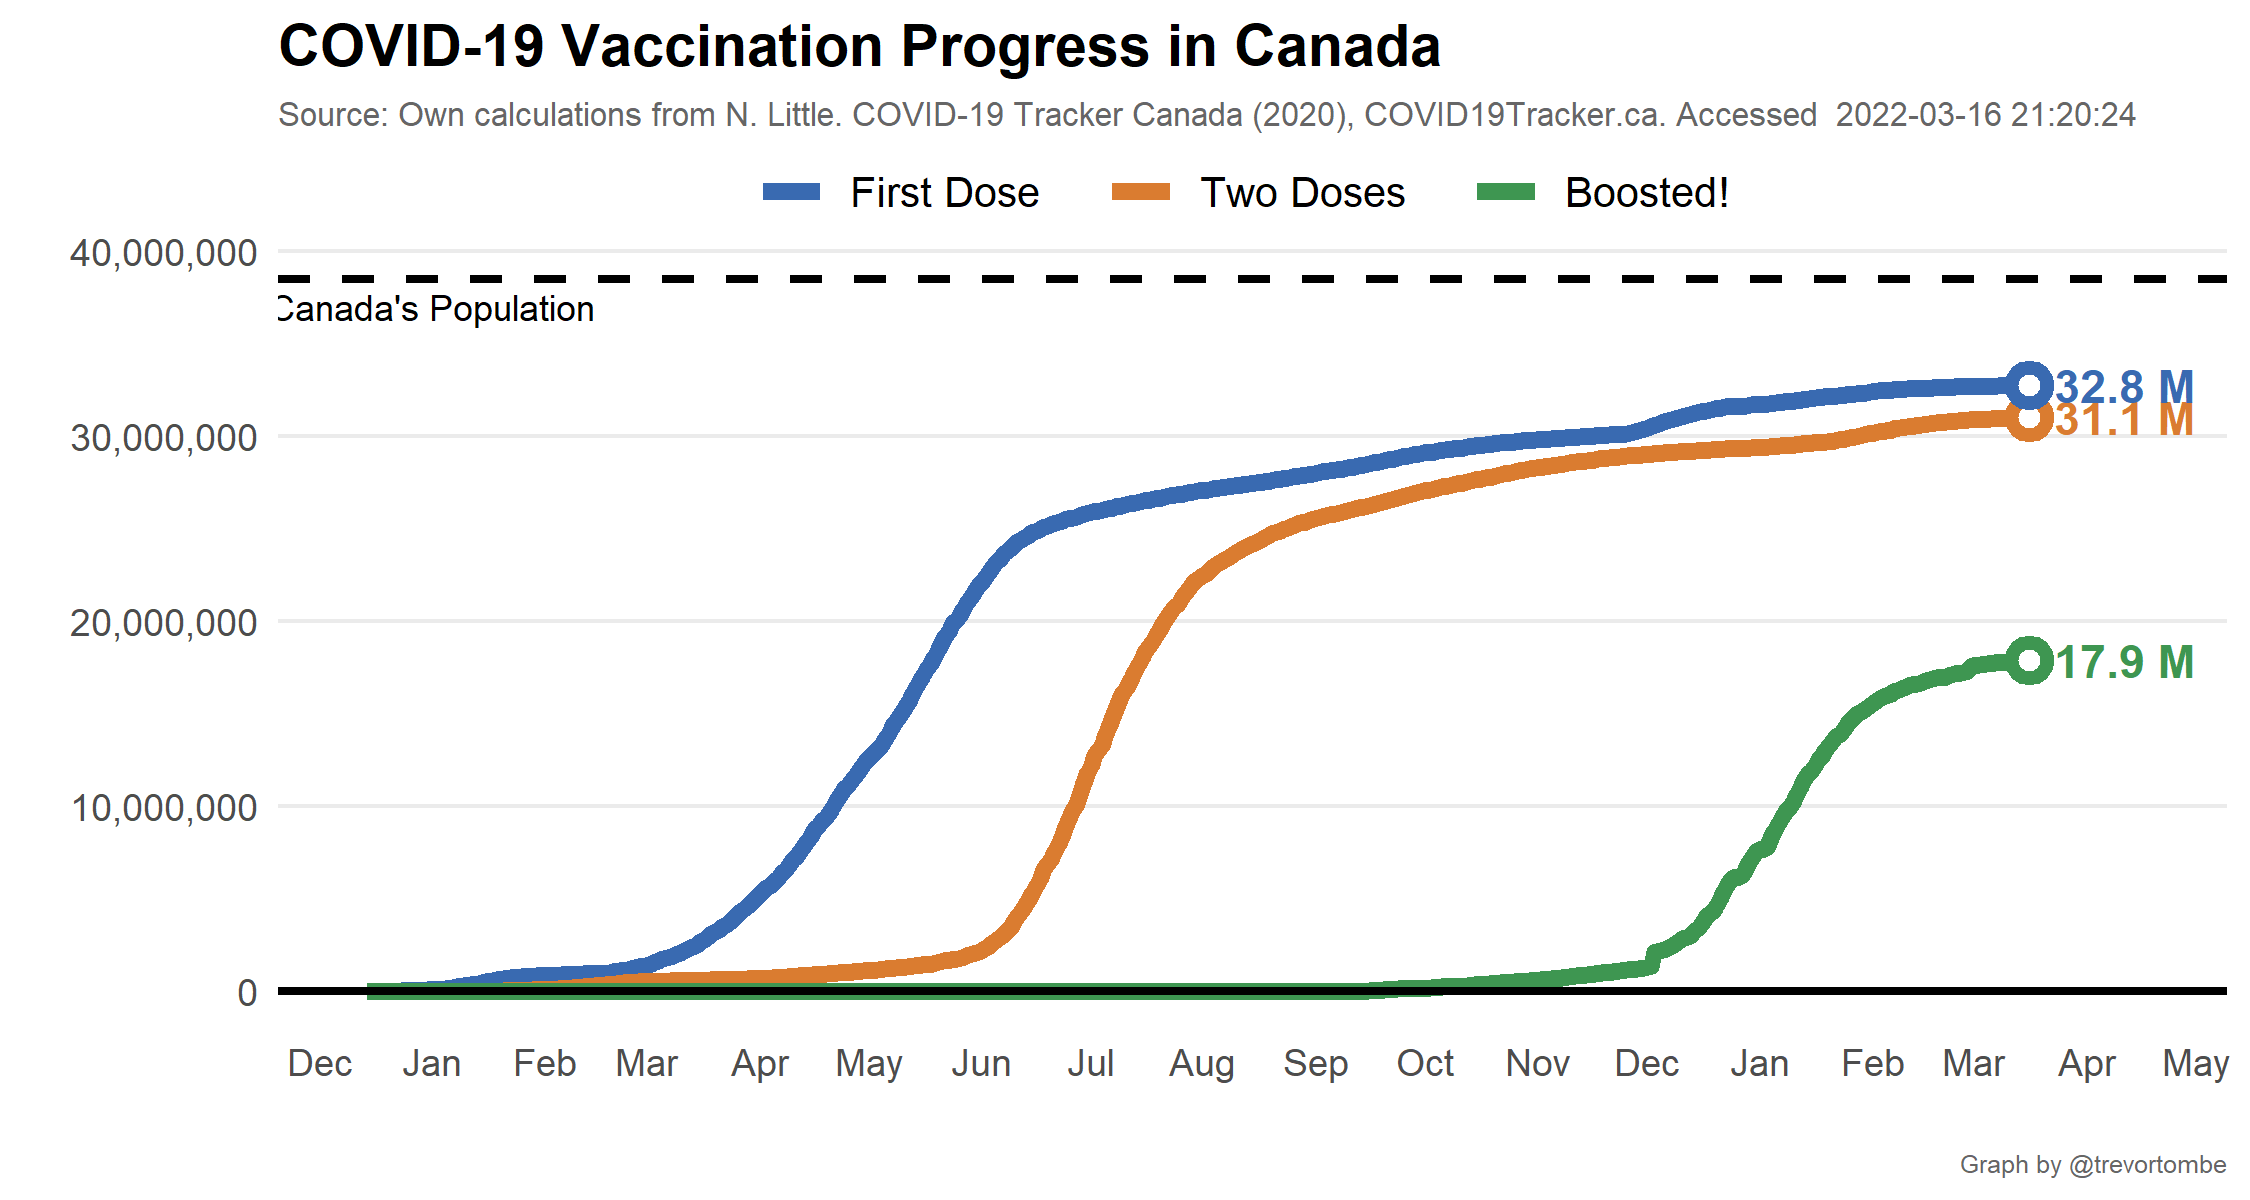 COVID-19 Vaccination Progress in Canada
Source: Own calculations from N. Little. COVID-19 Tracker Canada (2020), COVID19Tracker.ca. Accessed  2022-03-16 21:20:24
First Dose Two Doses Boosted!
40,000,000
Canada's Population
32.8 M
31.1 M
30,000,000
20,000,000
17.9 M
10,000,000
0
Dec Jan Feb Mar Apr May Jun Jul Aug Sep Oct Nov Dec Jan Feb Mar Apr May
Graph by @trevortombe